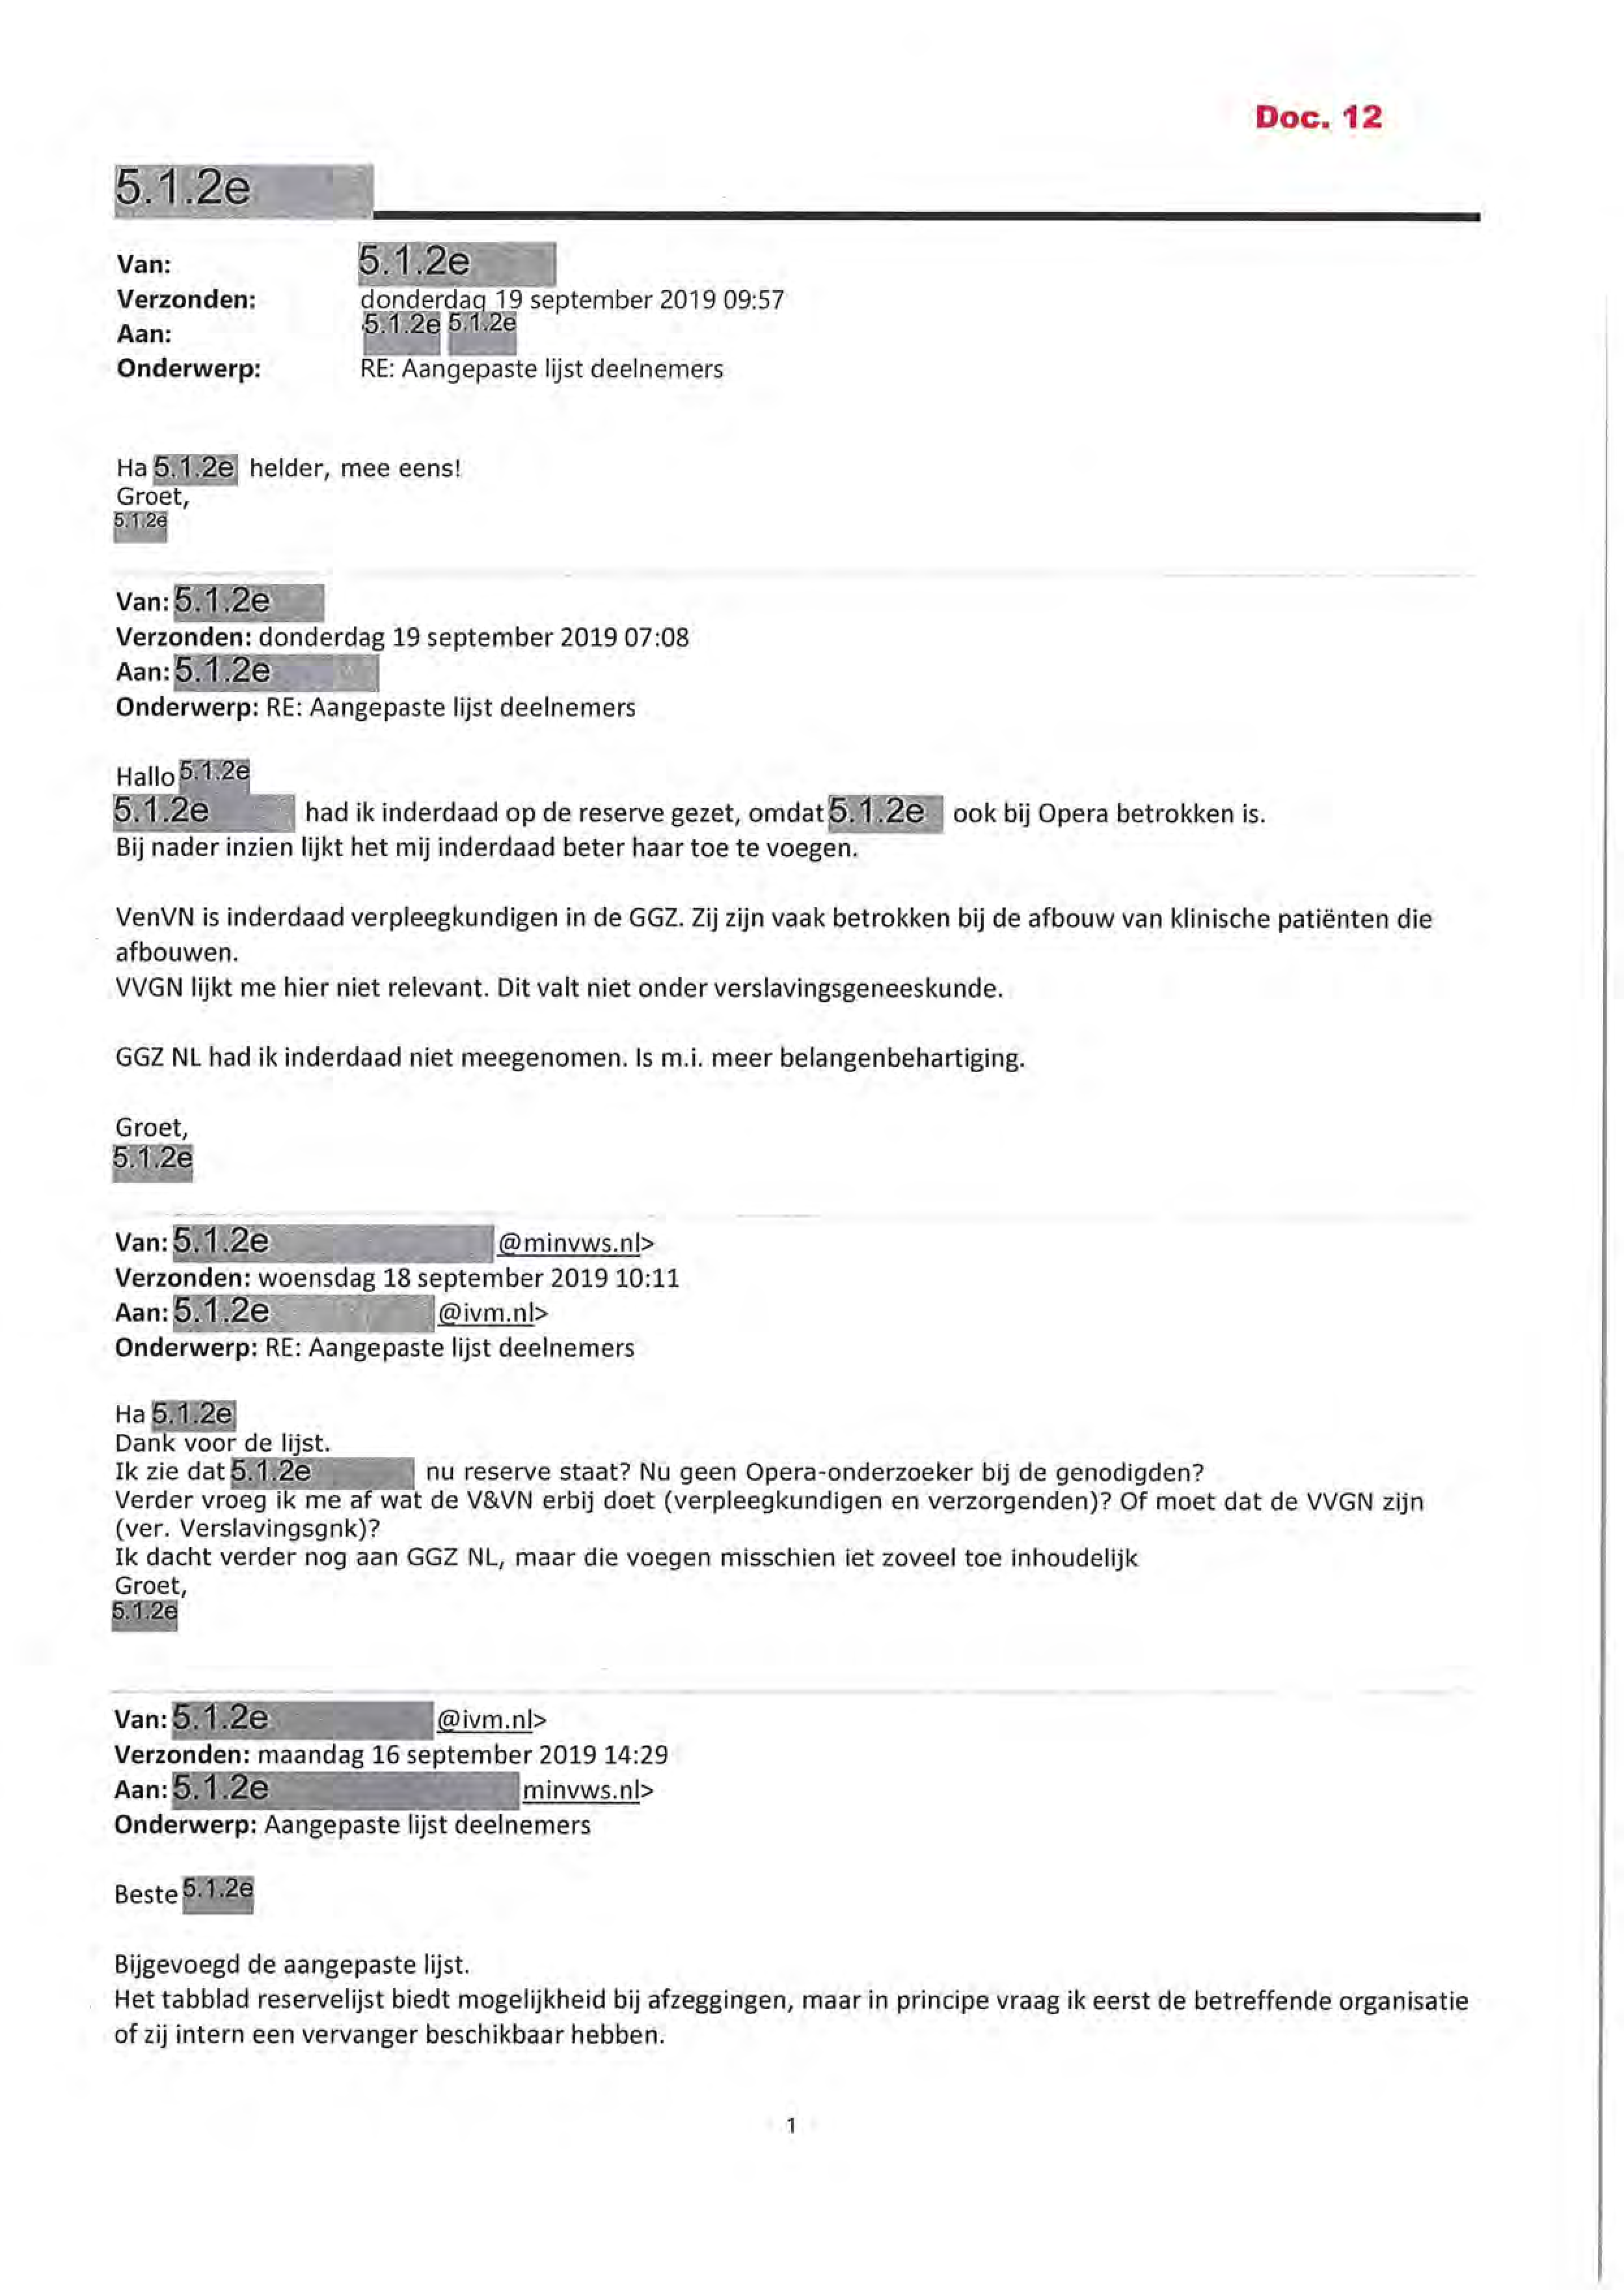 Doc. 12
5.1.2e
Van: 5.1.2e
Verzonden: donderdag 19 september 2019 09:57
Aan: 5.1.2e 5.1.2e
Onderwerp: RE: Aangepaste lijst deelnemers
Ha 5.1.2e helder, mee eens!
Groet,
5.1.2e
Van: 5.1.2e
Verzonden: donderdag 19 september 2019 07:08
Aan: 5.1.2e
Onderwerp: RE: Aangepaste lijst deelnemers
Hallo 5.1.2e
5.1.2e had ik inderdaad op de reserve gezet, omdat 5.1.2e ook bij Opera betrokken is.
Bij nader inzien lijkt het mij inderdaad beter haar toe te voegen.
VenVN is inderdaad verpleegkundigen in de GGZ. Zij zijn vaak betrokken bij de afbouw van klinische patiënten die
afbouwen.
VVGN lijkt me hier niet relevant. Dit valt niet onder verslavingsgeneeskunde.
GGZ NL had ik inderdaad niet meegenomen. Is m.i. meer belangenbehartiging.
Groet,
5.1.2e
Van: 5.1.2e @minvws.nl>
Verzonden: woensdag 18 september 2019 10:11
Aan: 5.1.2e @ivm.nl>
Onderwerp: RE: Aangepaste lijst deelnemers
Ha 5.1.2e
Dank voor de lijst.
Ik zie dat 5.1.2e nu reserve staat? Nu geen Opera-onderzoeker bij de genodigden?
Verder vroeg ik me af wat de V&VN erbij doet (verpleegkundigen en verzorgenden)? Of moet dat de VVGN zijn
(ver. Verslavingsgnk)?
Ik dacht verder nog aan GGZ NL, maar die voegen misschien iet zoveel toe inhoudelijk
Groet,
5.1.2e
Van: 5.1.2e @ivm.nl>
Verzonden: maandag 16 september 2019 14:29
Aan: 5.1.2e minvws.nl>
Onderwerp: Aangepaste lijst deelnemers
Beste 5.1.2e
Bijgevoegd de aangepaste lijst.
Het tabblad reservelijst biedt mogelijkheid bij afzeggingen, maar in principe vraag ik eerst de betreffende organisatie
of zij intern een vervanger beschikbaar hebben.
1